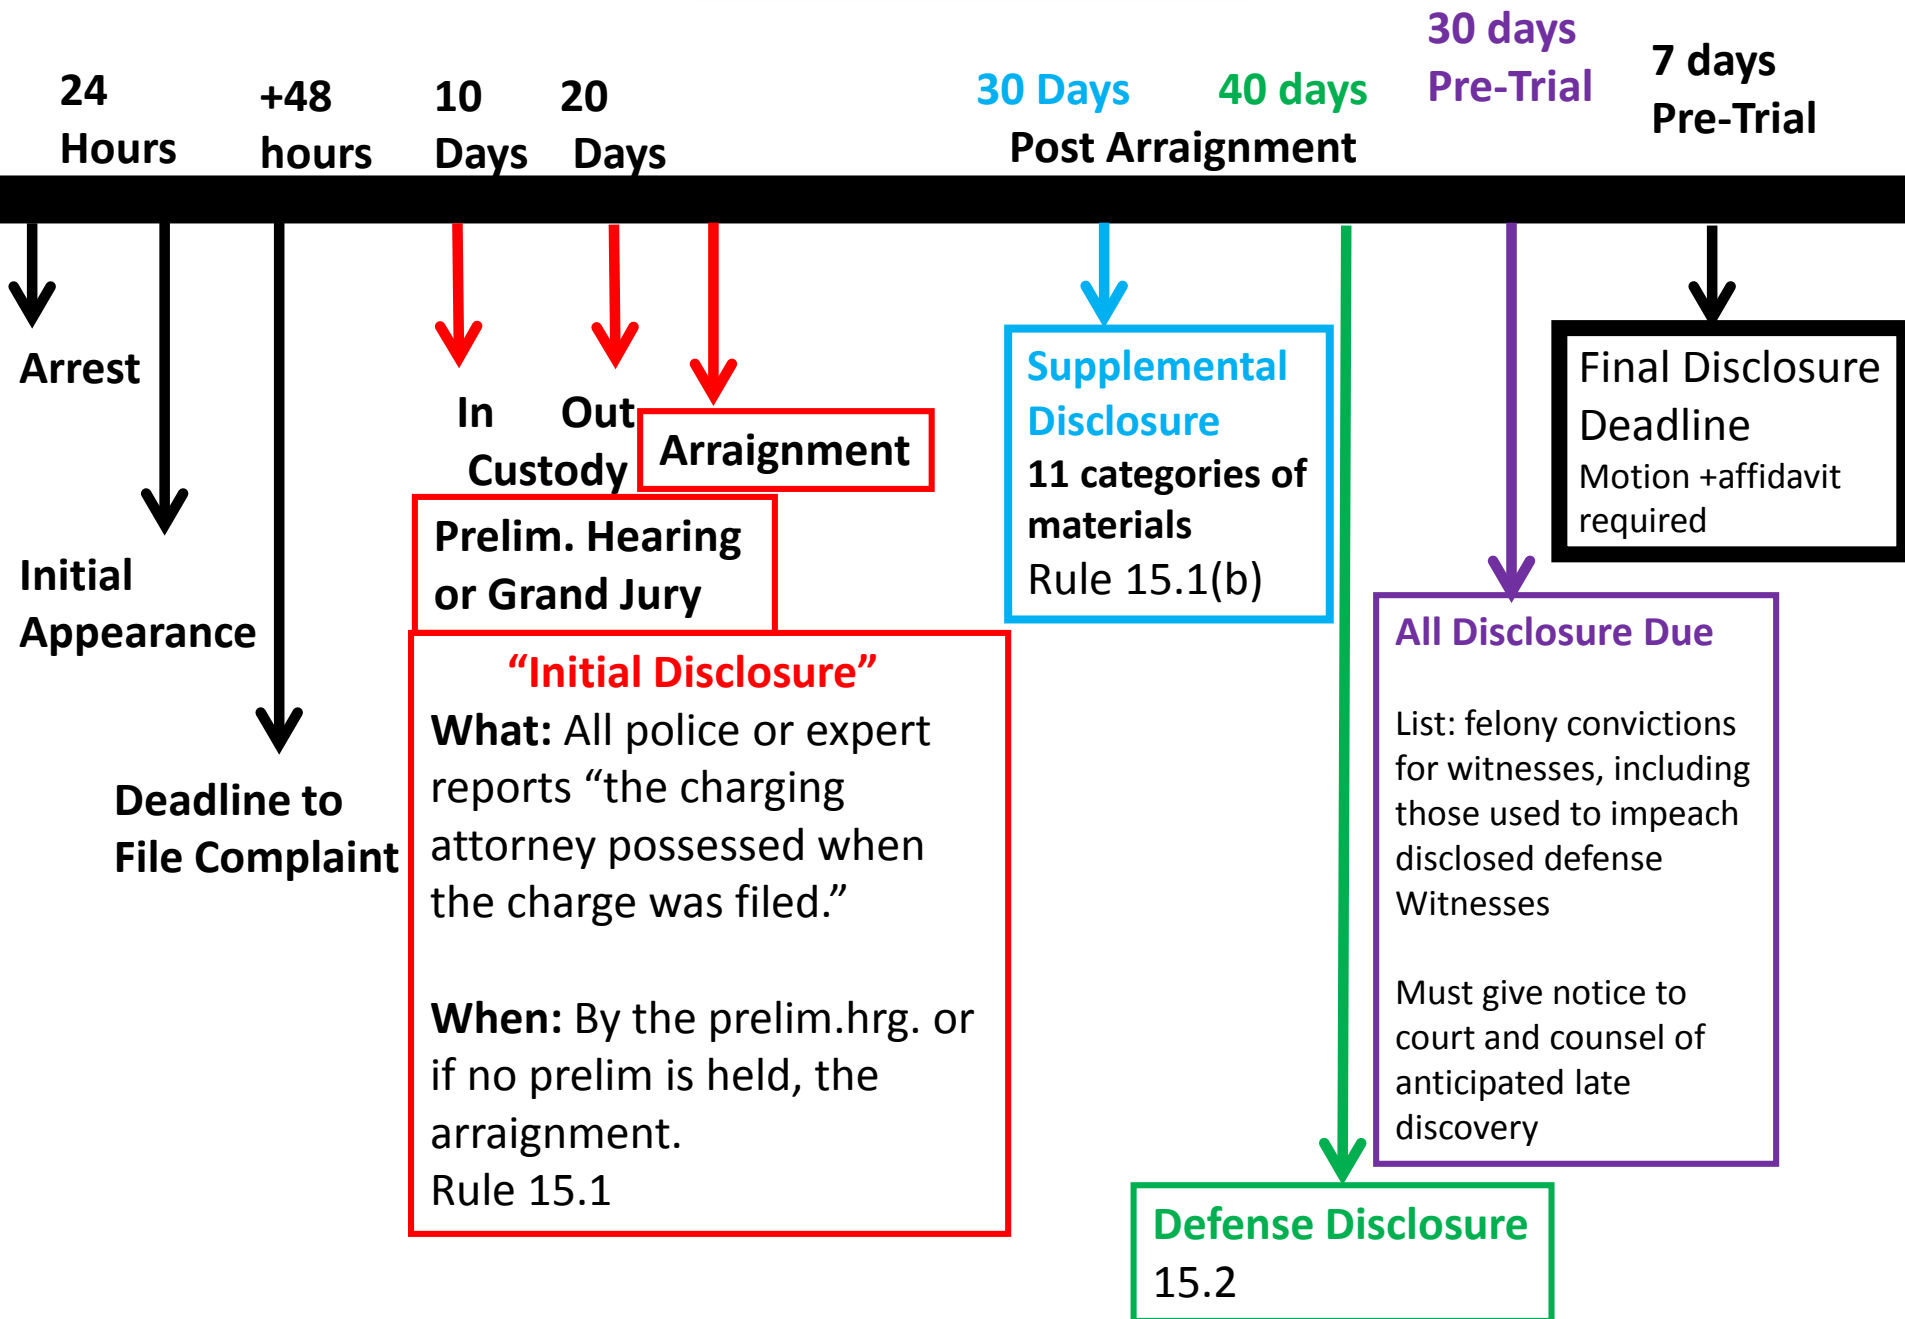 24
Hours
+48
hours
10
Days
20
Days
30 Days
40 days
Post Arraignment
30 days
Pre-Trial
7 days
Pre-Trial
Arrest
Initial
Appearance
Deadline to
File Complaint
In Out
Custody
Arraignment
Prelim. Hearing
or Grand Jury
“Initial Disclosure”
What: All police or expert
reports “the charging
attorney possessed when
the charge was filed.”
When: By the prelim.hrg. or
if no prelim is held, the
arraignment.
Rule 15.1
Supplemental
Disclosure
11 categories of
materials
Rule 15.1(b)
Defense Disclosure
15.2
All Disclosure Due
List: felony convictions
for witnesses, including
those used to impeach
disclosed defense
Witnesses
Must give notice to
court and counsel of
anticipated late
discovery
Final Disclosure
Deadline
Motion +affidavit
required